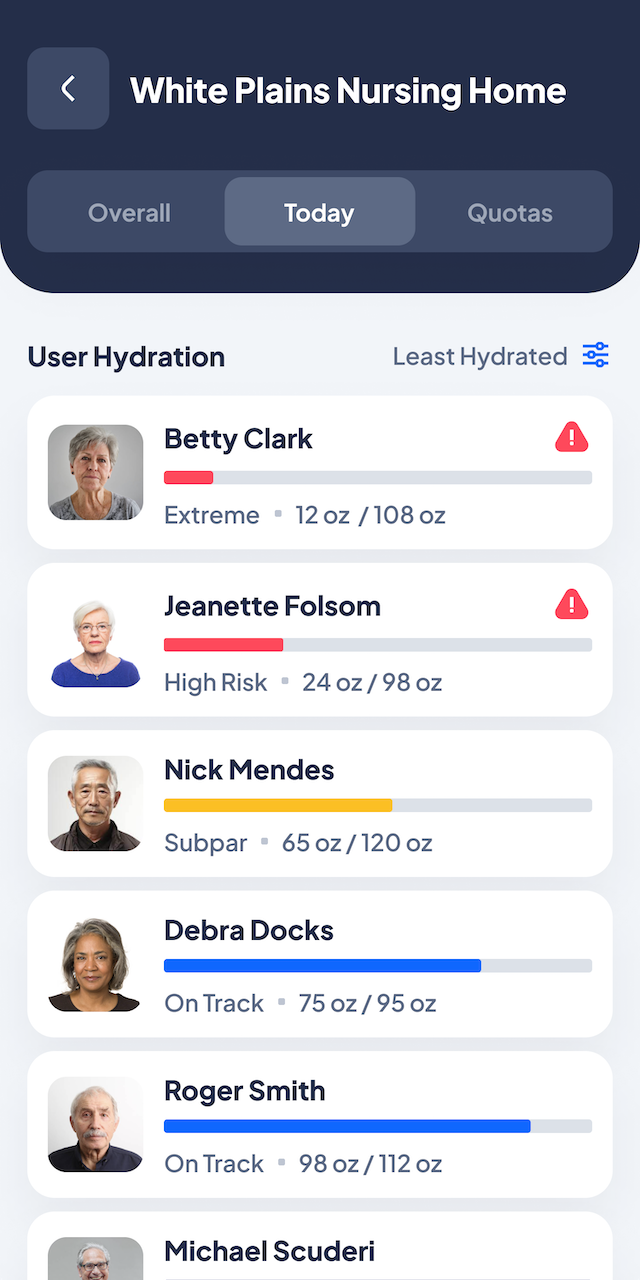 White Plains Nursing Home
Overall Today Quotas
User Hydration Least Hydrated
Betty Clark
Extreme 12 oz / 108 oz
Jeanette Folsom
High Risk 24 oz / 98 oz
Nick Mendes
Subpar 65 oz / 120 oz
Debra Docks
On Track 75 oz / 95 oz
Roger Smith
On Track 98 oz / 112 oz
Michael Scuderi